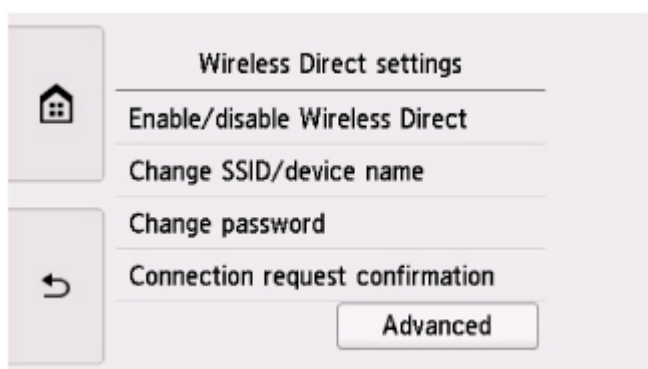 Wireless Direct settings
Enable/disable Wireless Direct
Change SSID/device name
Change password
Connection request confirmation
Advanced